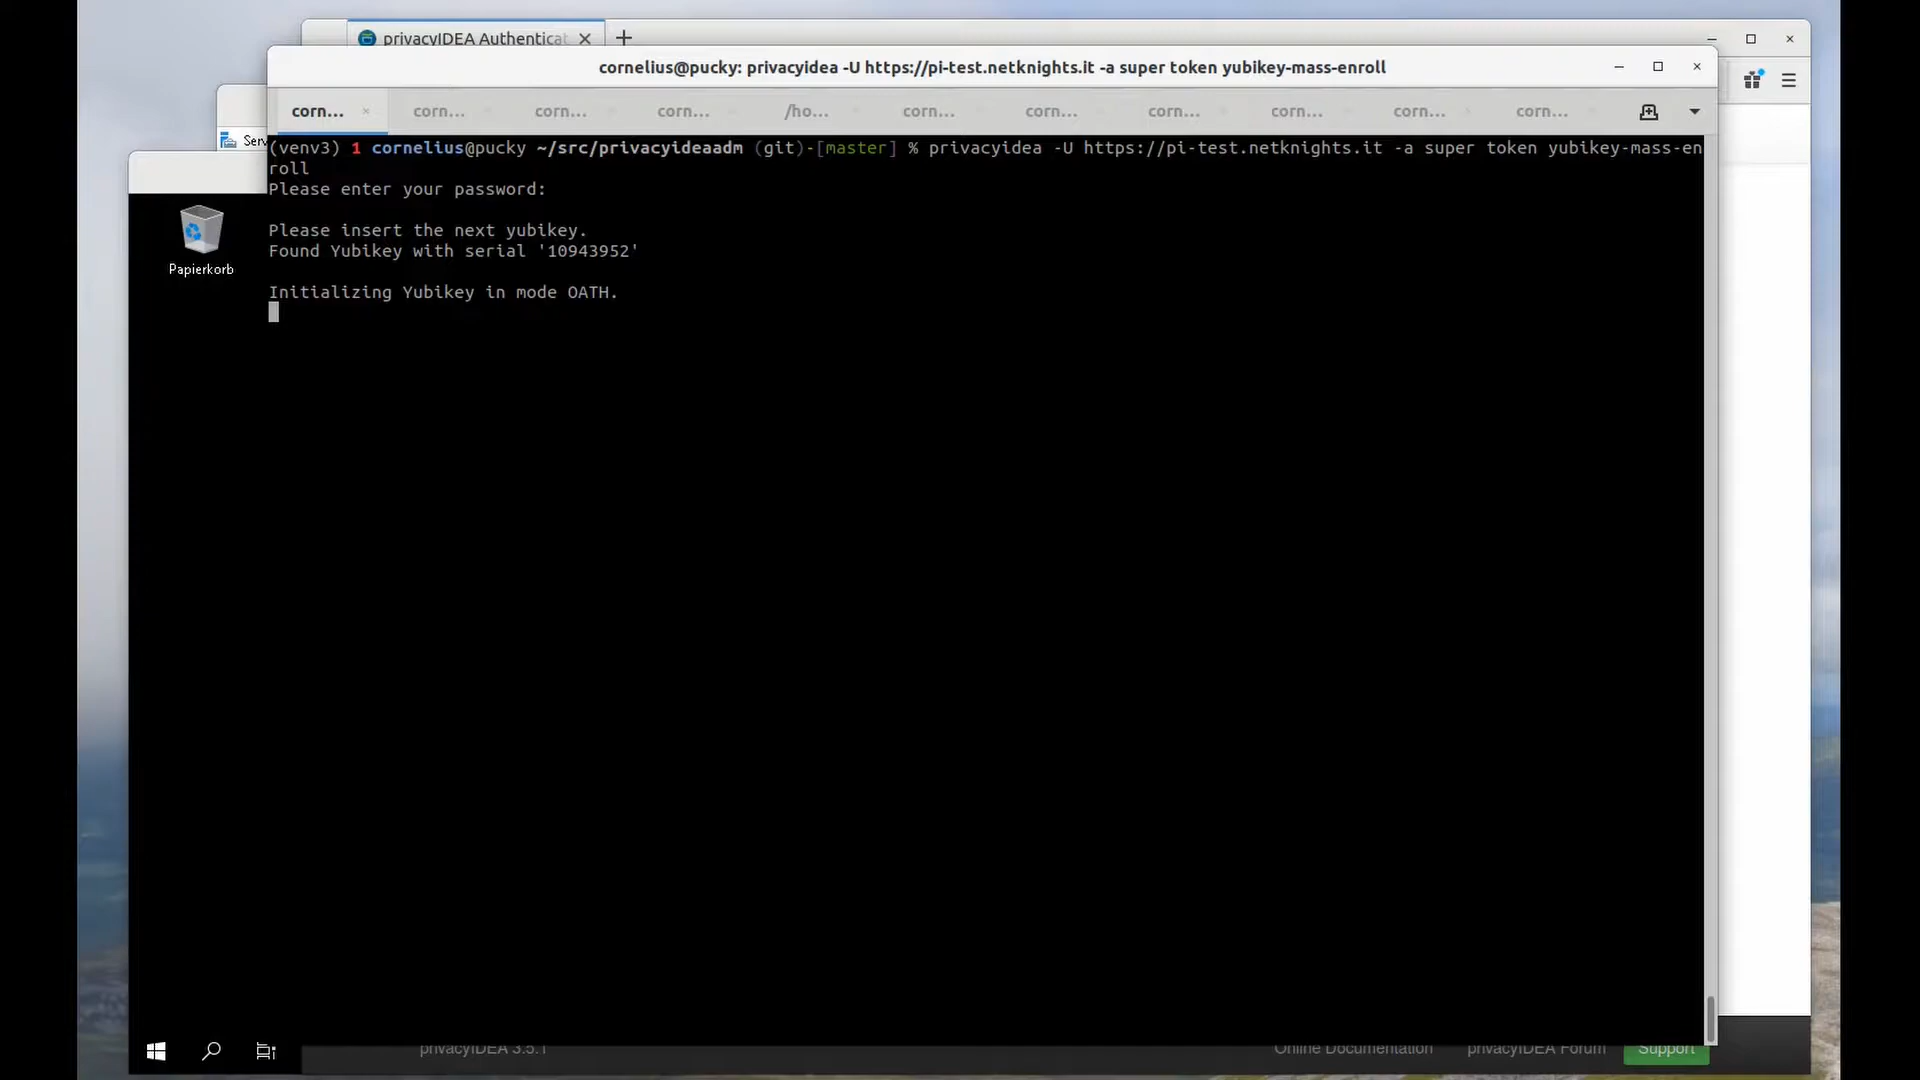 privacyIDEA Authenticat
cornelius@pucky: privacyidea -U https://pi-test.netknights.it -a super token yubikey-mass-enroll
corn... corn... corn... corn... /ho... corn... corn... corn... corn... corn... corn...
Serv
(venv3) 1 cornelius@pucky ~/src/privacyideaadm (git)-[master] % privacyidea -U https://pi-test.netknights.it -a super token yubikey-mass-en
roll
Please enter your password:
Please insert the next yubikey.
Found Yubikey with serial '10943952'
Papierkorb
Initializing Yubikey in mode OATH.
privacyIDEA 3.5.1 Online Documentation privacyIDEA Forum Support